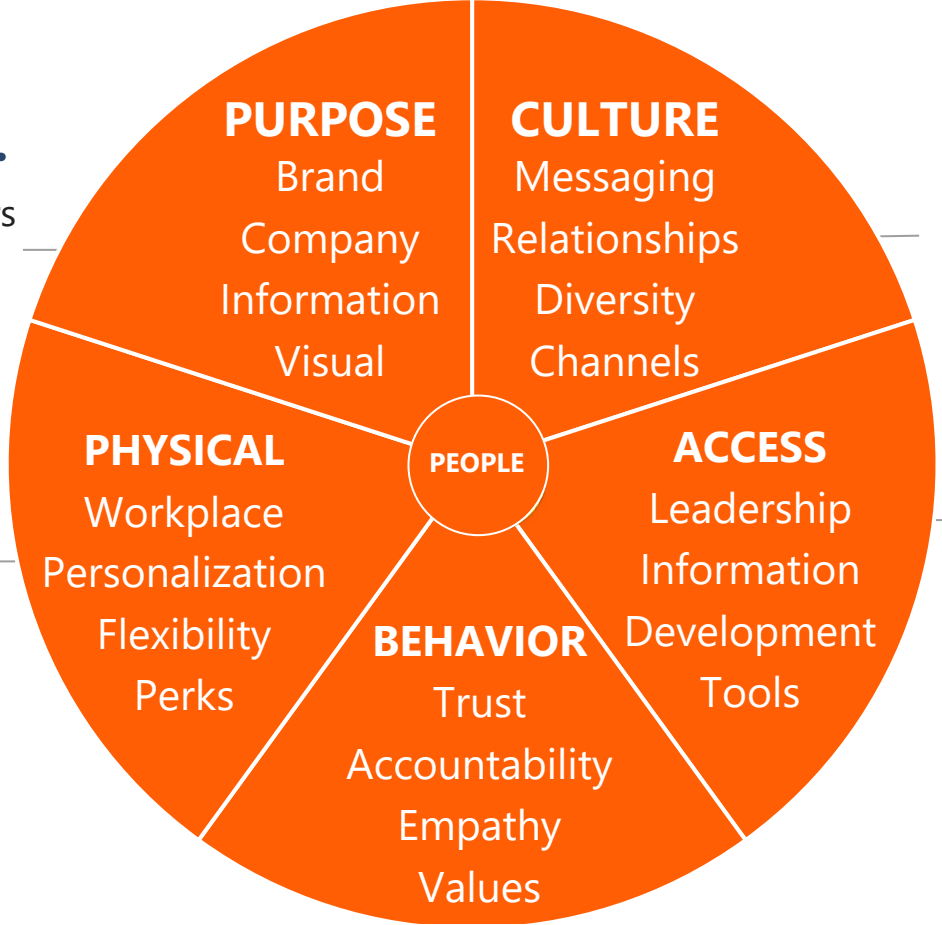 PURPOSE
Brand
Company
Information
Visual
CULTURE
Messaging
Relationships
Diversity
Channels
PHYSICAL
Workplace
Personalization
Flexibility
Perks
PEOPLE
ACCESS
Leadership
Information
Development
Tools
BEHAVIOR
Trust
Accountability
Empathy
Values